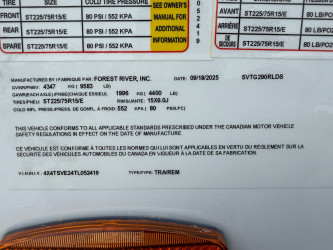 TIRE SIZE COLD TIRE PRESSURE
FRONT ST225/75R15/E 80 PSI / 552 KPA
REAR ST225/75R15/E 80 PSI / 552 KPA
SPARE ST225/75R15/E 80 PSI / 552 KPA
SEE OWNER'S
MANUAL FOR
ADDITIONAL
INFORMATION
AVANT ST225/75R15/E
ARRIÈRE ST225/75R15/E 80 LB/PO2
DE SECOURS ST225/75R15/E 80 LB/PO2
MANUFACTURED BY / FABRIQUÉ PAR: FOREST RIVER, INC. DATE: 09/18/2025 SVTG290RLDS
GVWR/PNBV: 4347 KG ( 9583 LB)
GAWR(EACH AXLE)/PNBE(CHAQUE ESSIEU): 1996 KG ( 4400 LB)
TIRE/PNEU: ST225/75R15/E RIM/JANTE: 15X6.0J
COLD INFL. PRESS./PRESS. DE GONFL. À FROID: 552 KPA ( 80 PSI/LPC)
THIS VEHICLE CONFORMS TO ALL APPLICABLE STANDARDS PRESCRIBED UNDER THE CANADIAN MOTOR VEHICLE
SAFETY REGULATIONS IN EFFECT ON THE DATE OF MANUFACTURE.
CE VÉHICULE EST CONFORME À TOUTES LES NORMES QUI LUI SONT APPLICABLES EN VERTU DU RÈGLEMENT SUR LA
SÉCURITÉ DES VÉHICULES AUTOMOBILES DU CANADA EN VIGUEUR À LA DATE DE SA FABRICATION.
V.I.N./N.I.V.: 4X4TSVE24TL052419 TYPE/TYPE: TRA/REM